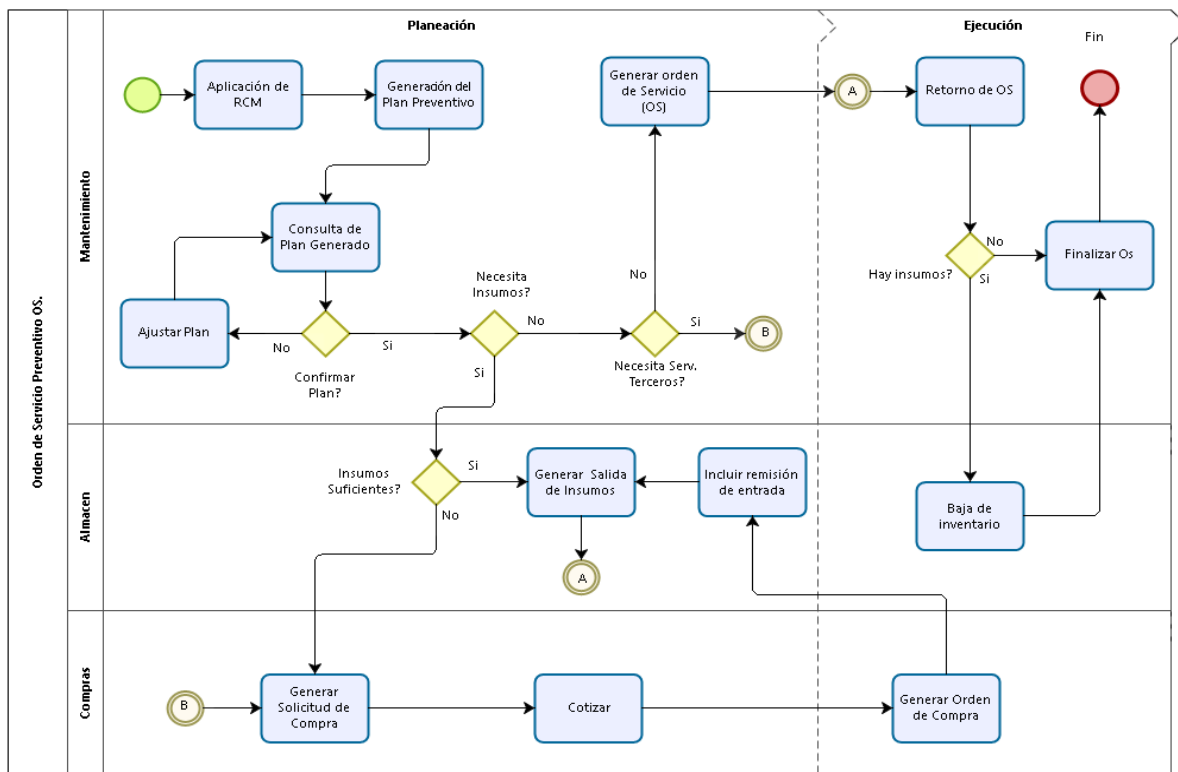 Planeación
Ejecución
Orden de Servicio Preventivo OS.
Mantenimiento
Aplicación de
RCM
Generación del
Plan Preventivo
Generar orden
de Servicio
(OS)
A
Retorno de OS
Fin
Consulta de
Plan Generado
Ajustar Plan
No
Confirmar
Plan?
Si
Necesita
Insumos?
No
Si
No
Necesita Serv.
Terceros?
Si
B
Hay insumos?
No
Si
Finalizar Os
Almacen
Insumos
Suficientes?
Si
No
Generar Salida
de Insumos
A
Incluir remisión
de entrada
Baja de
inventario
Compras
B
Generar
Solicitud de
Compra
Cotizar
Generar Orden
de Compra